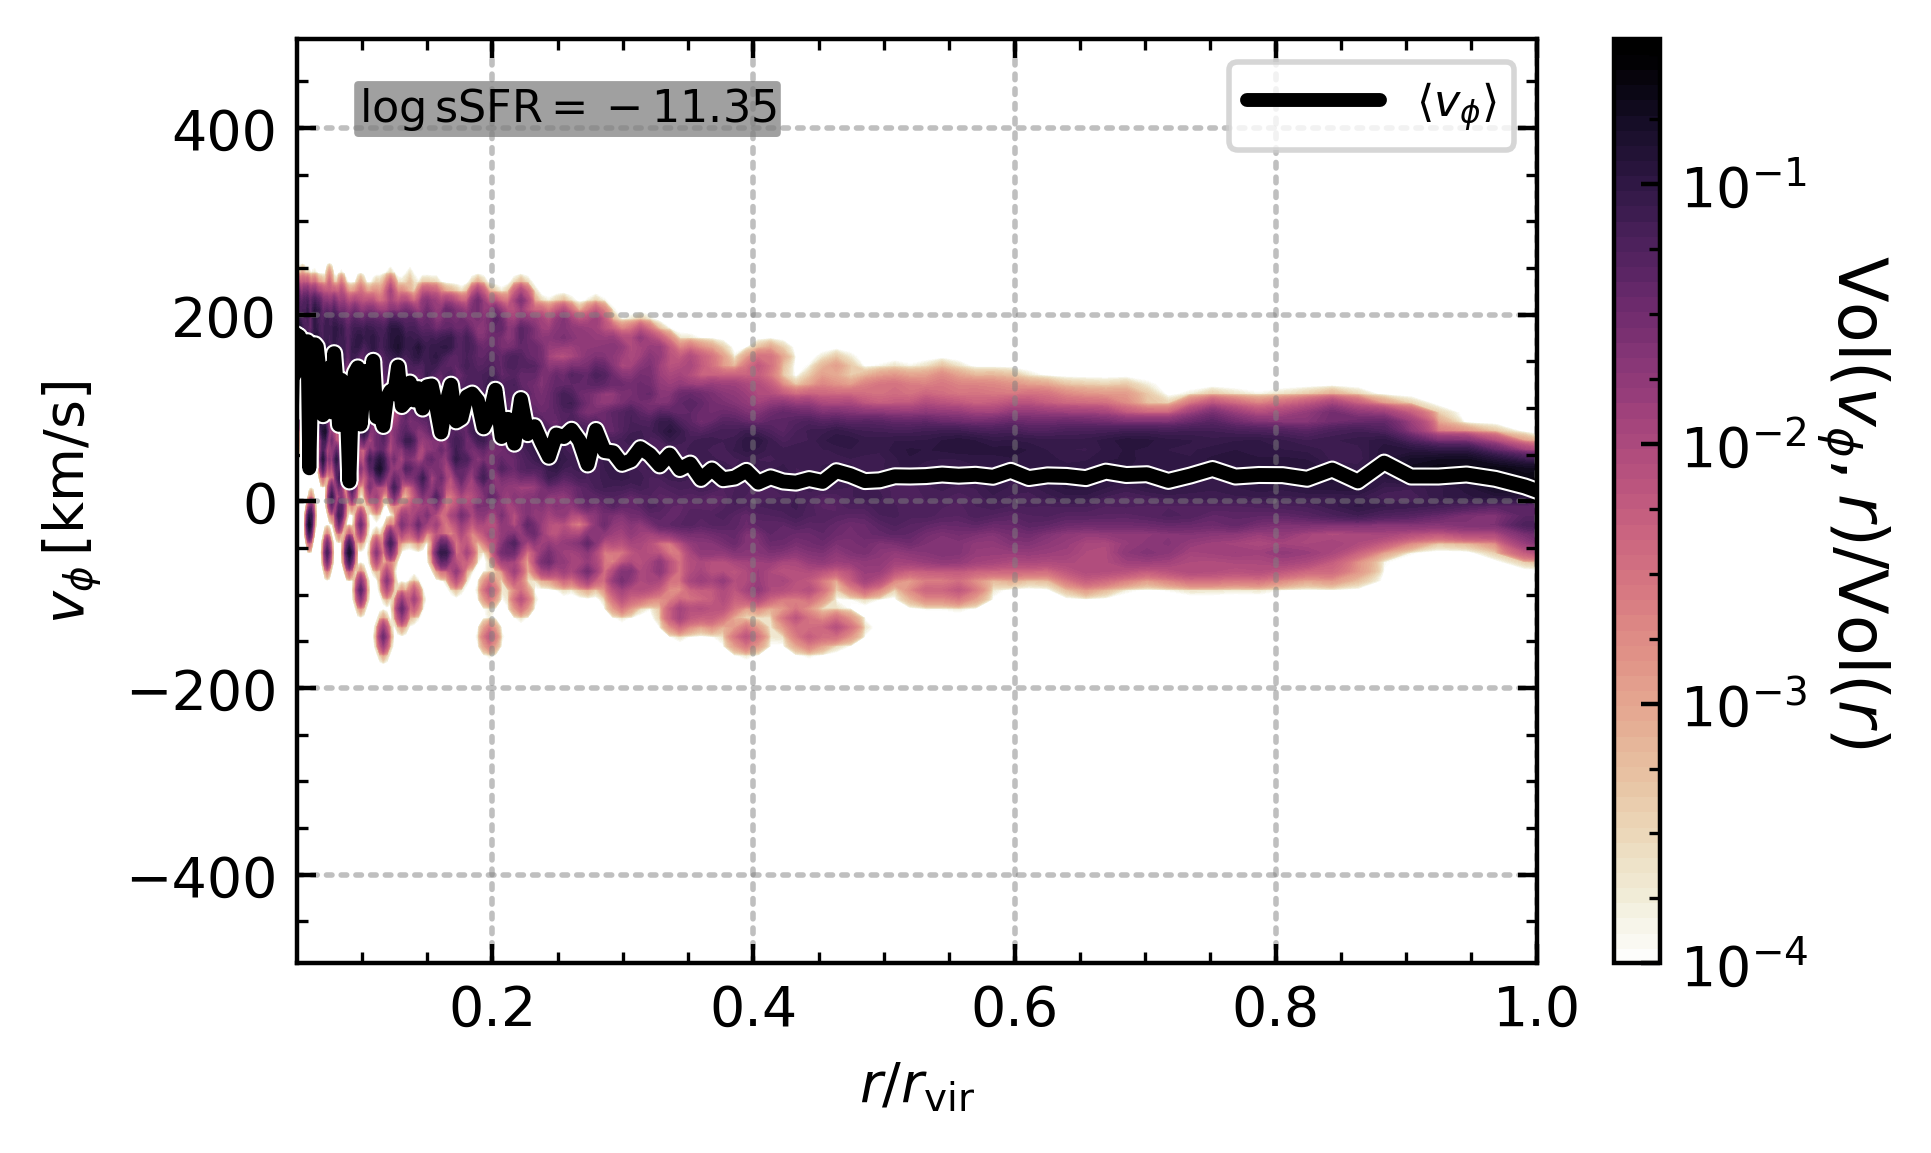 log sSFR = − 11.35
⟨v_ϕ⟩
400
200
0
−200
−400
v_ϕ [km/s]
0.2 0.4 0.6 0.8 1.0
r/r_vir
10⁻¹
10⁻²
10⁻³
10⁻⁴
Vol(v_ϕ, r)/Vol(r)